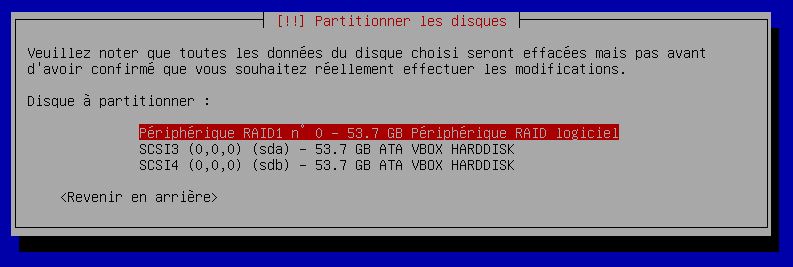 [!!] Partitionner les disques
Veuillez noter que toutes les données du disque choisi seront effacées mais pas avant
d'avoir confirmé que vous souhaitez réellement effectuer les modifications.
Disque à partitionner :
Périphérique RAID1 n° 0 - 53.7 GB Périphérique RAID logiciel
SCSI3 (0,0,0) (sda) - 53.7 GB ATA VBOX HARDDISK
SCSI4 (0,0,0) (sdb) - 53.7 GB ATA VBOX HARDDISK
<Revenir en arrière>